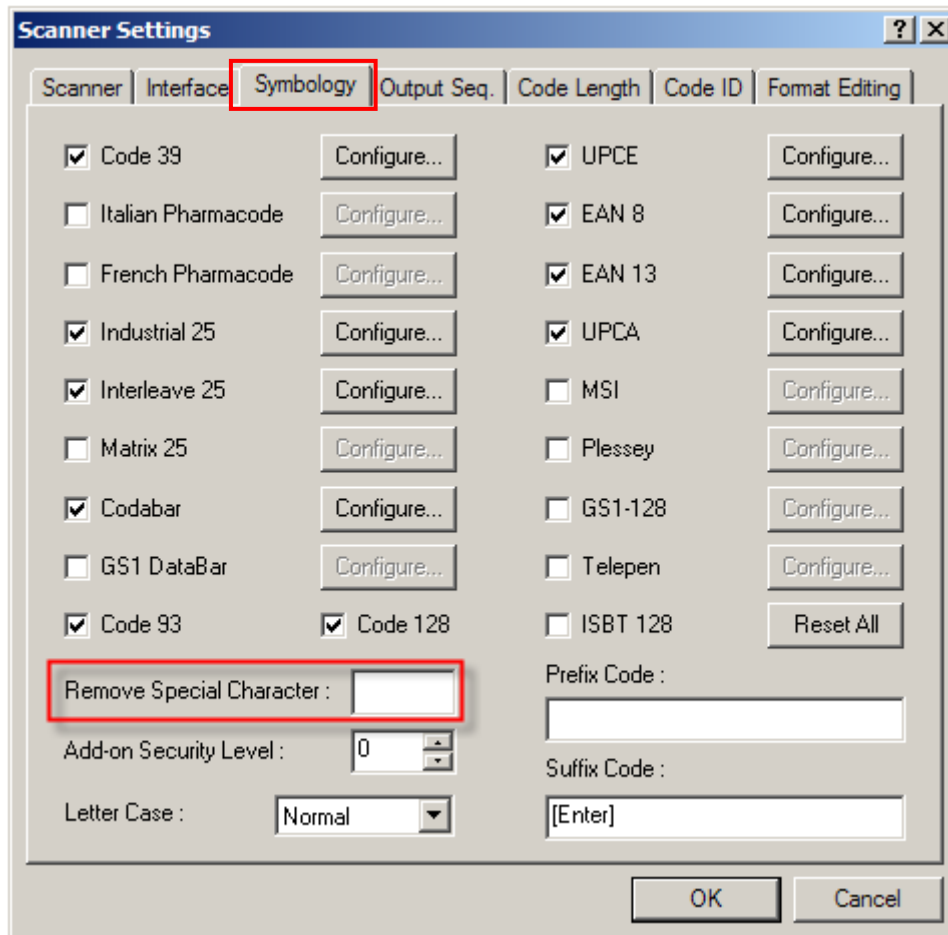 Scanner Settings
Scanner Interface Symbology Output Seq. Code Length Code ID Format Editing
Code 39 Configure... UPCE Configure...
Italian Pharmacode Configure... EAN 8 Configure...
French Pharmacode Configure... EAN 13 Configure...
Industrial 25 Configure... UPCA Configure...
Interleave 25 Configure... MSI Configure...
Matrix 25 Configure... Plessey Configure...
Codabar Configure... GS1-128 Configure...
GS1 DataBar Configure... Telepen Configure...
Code 93 Code 128 ISBT 128 Reset All
Remove Special Character : Prefix Code :
Add-on Security Level : 0
Suffix Code :
Letter Case : Normal [Enter]
OK Cancel